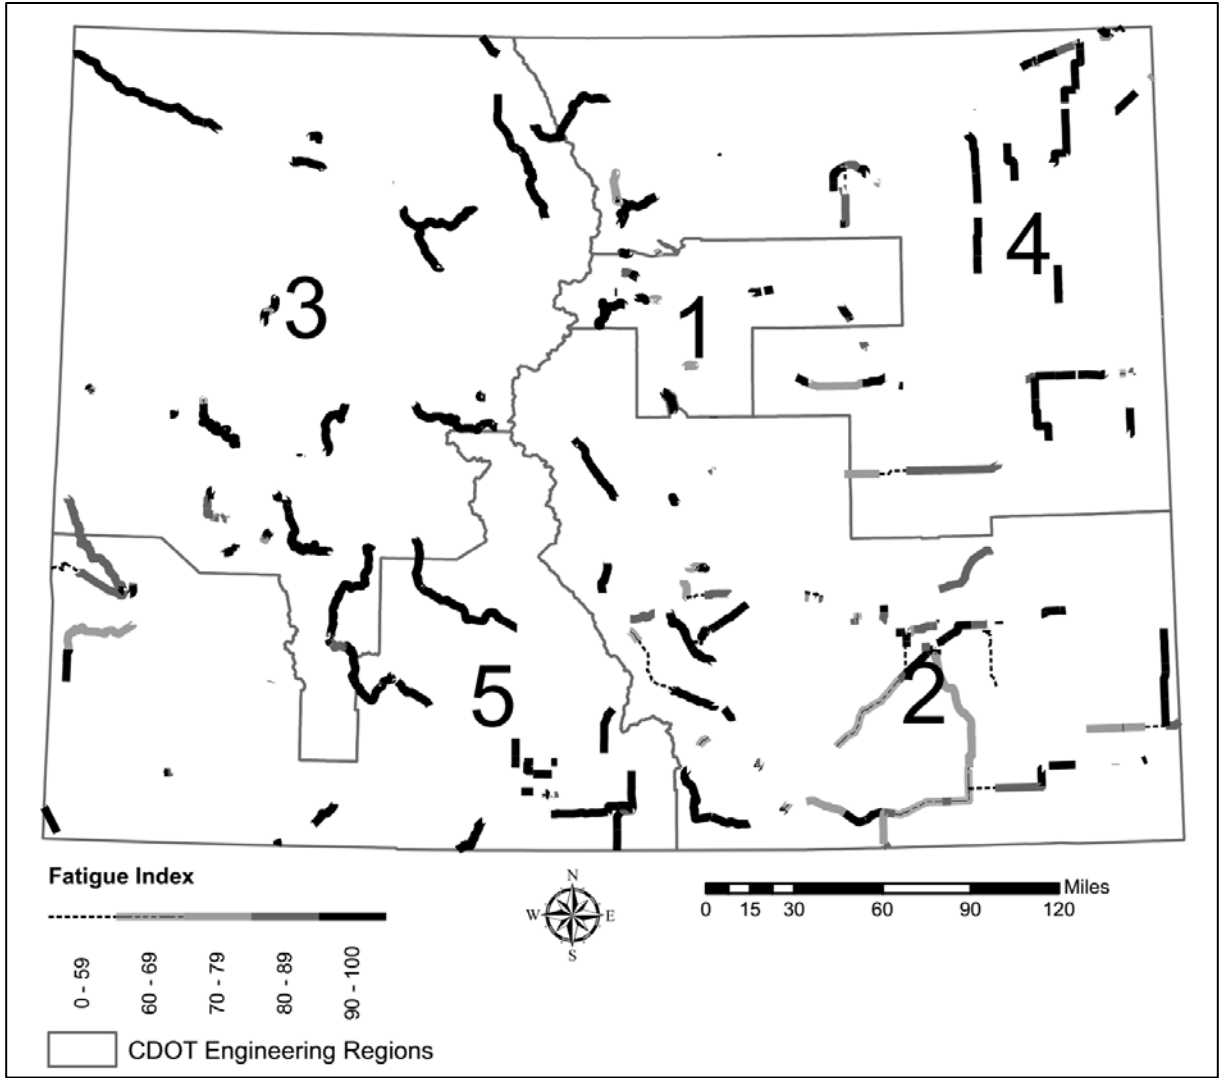 3
1
4
5
2
Fatigue Index
0 - 59
60 - 69
70 - 79
80 - 89
90 - 100
CDOT Engineering Regions
N
W E
S
Miles
0 15 30 60 90 120